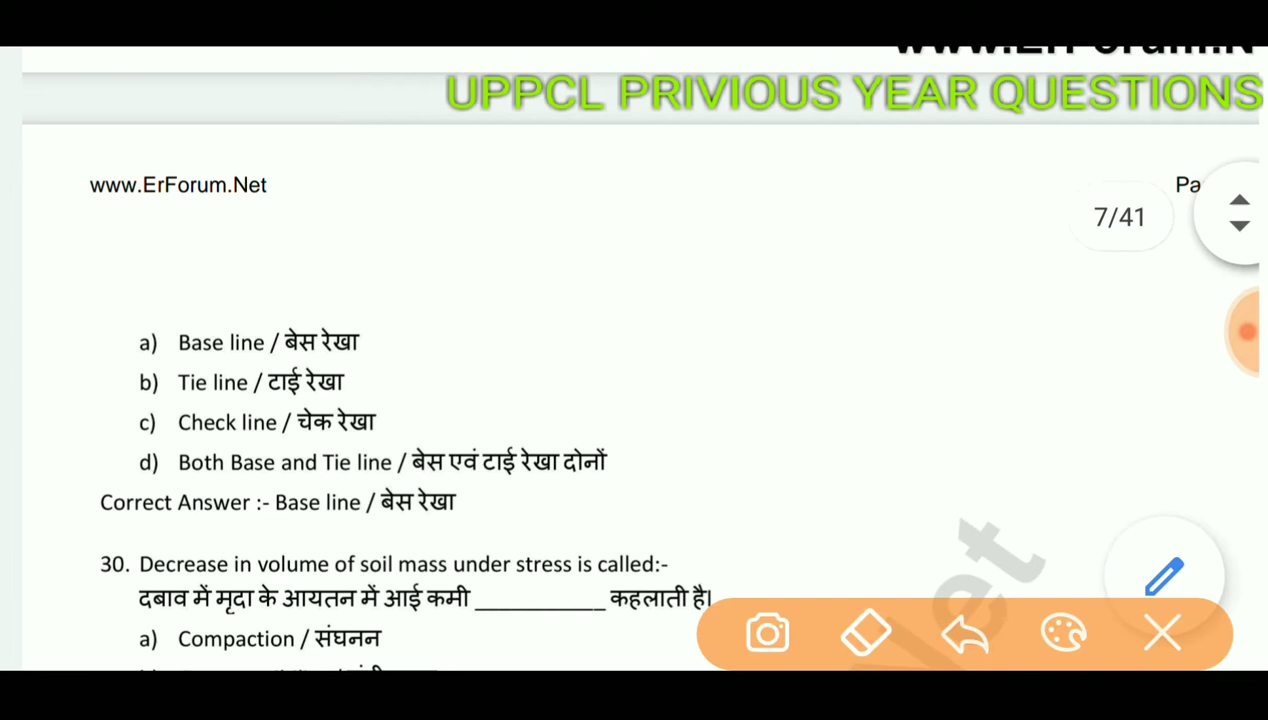 UPPCL PRIVIOUS YEAR QUESTIONS
www.ErForum.Net
7/41
a) Base line / बेस रेखा
b) Tie line / टाई रेखा
c) Check line / चेक रेखा
d) Both Base and Tie line / बेस एवं टाई रेखा दोनों
Correct Answer :- Base line / बेस रेखा
30. Decrease in volume of soil mass under stress is called:-
दबाव में मृदा के आयतन में आई कमी ____________ कहलाती है।
a) Compaction / संघनन